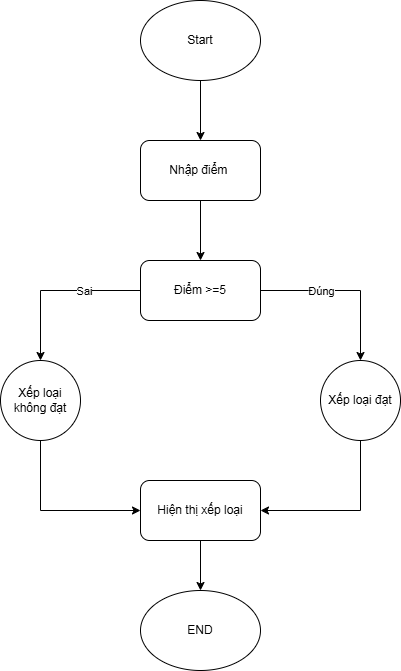 Start
Nhập điểm
Điểm >=5
Sai
Đúng
Xếp loại
không đạt
Xếp loại đạt
Hiện thị xếp loại
END